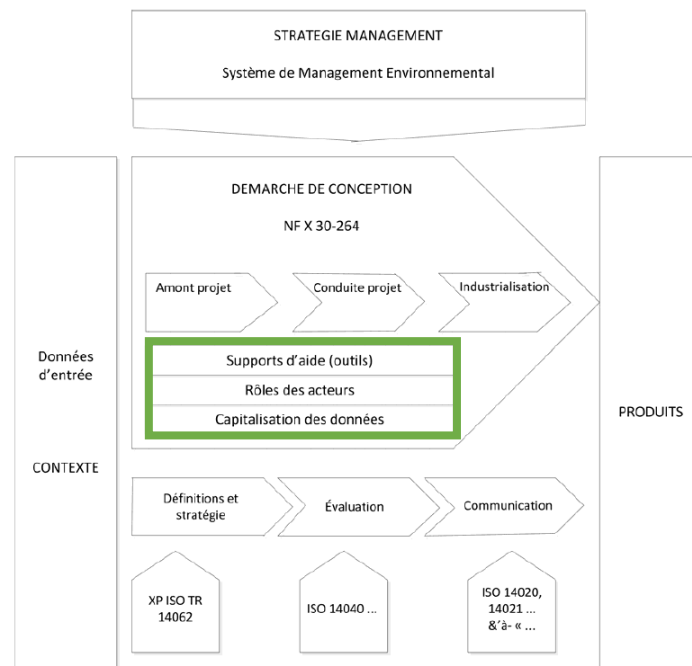 STRATEGIE MANAGEMENT
Système de Management Environnemental
DEMARCHE DE CONCEPTION
NF X 30-264
Amont projet
Conduite projet
Industrialisation
Supports d'aide (outils)
Rôles des acteurs
Capitalisation des données
Données
d'entrée
CONTEXTE
PRODUITS
Définitions et
stratégie
Évaluation
Communication
XP ISO TR
14062
ISO 14040 ...
ISO 14020,
14021 ...
&'à- « ...